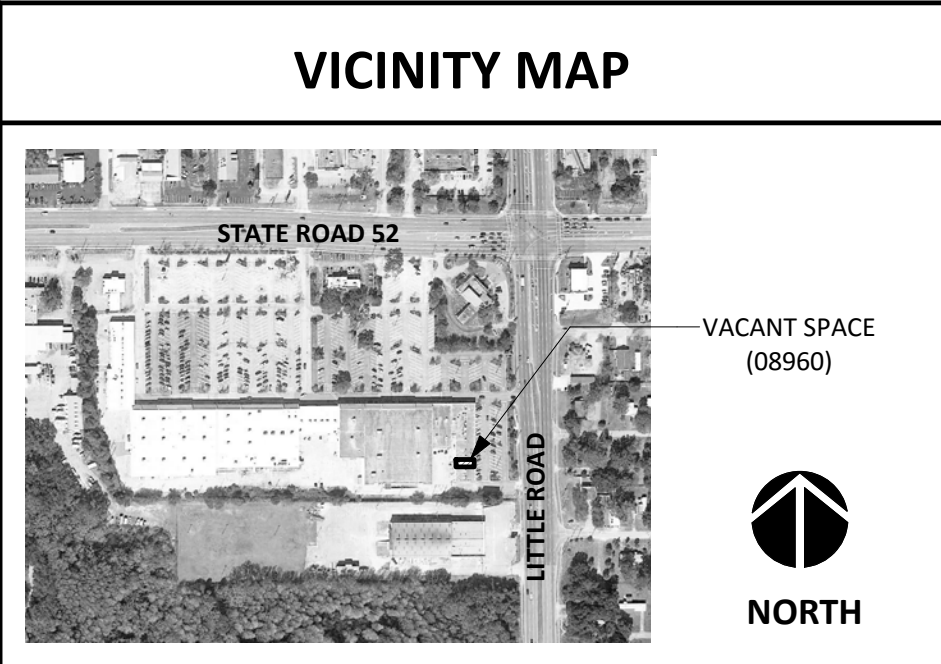 VICINITY MAP
STATE ROAD 52
VACANT SPACE
(08960)
LITTLE ROAD
NORTH